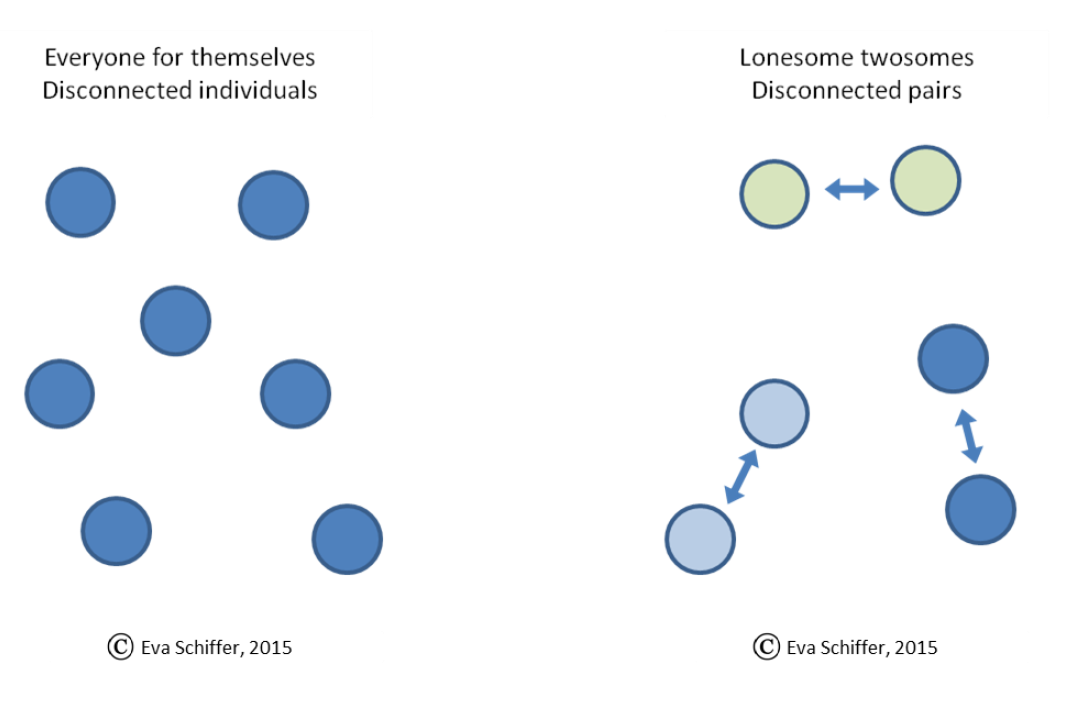 Everyone for themselves
Disconnected individuals
Lonesome twosomes
Disconnected pairs
© Eva Schiffer, 2015
© Eva Schiffer, 2015